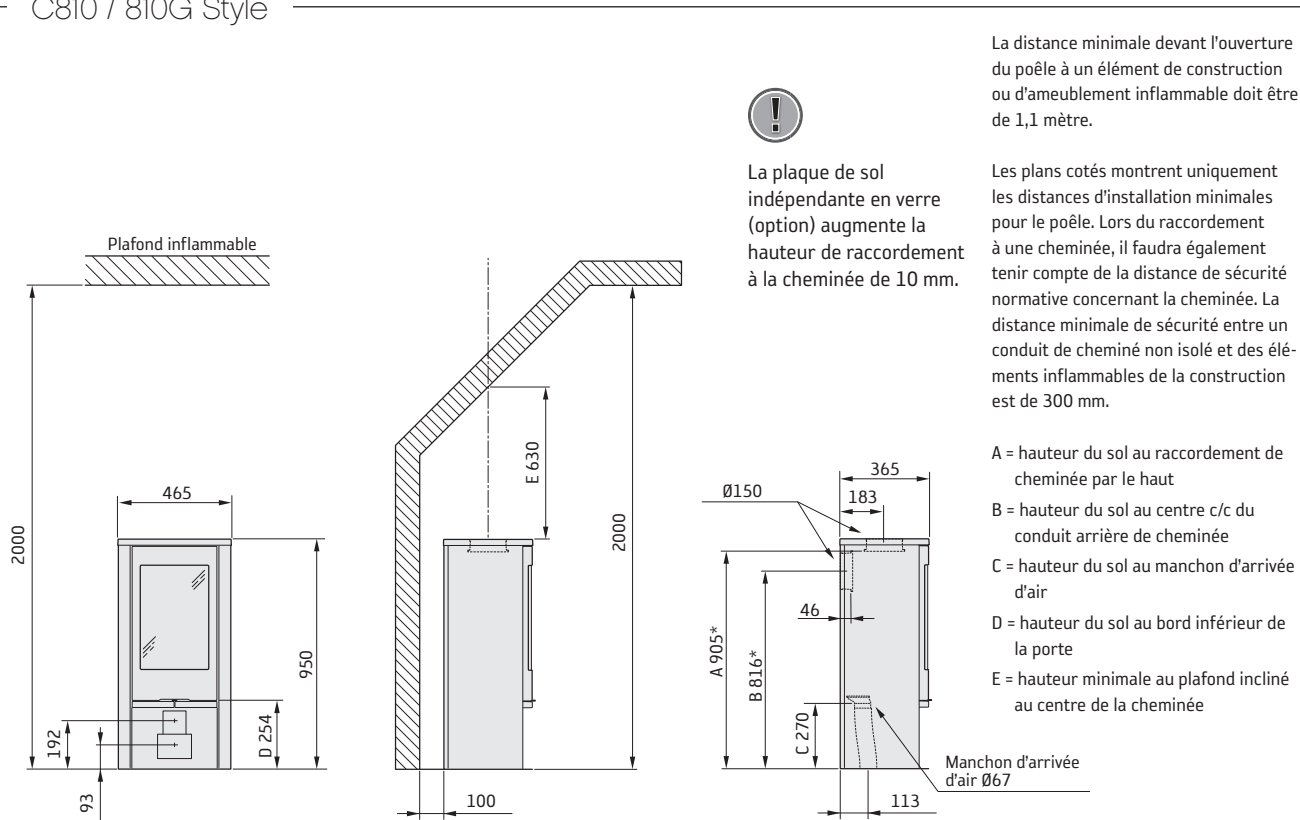 C810 / 810G Style
La distance minimale devant l'ouverture
du poêle à un élément de construction
ou d'ameublement inflammable doit être
de 1,1 mètre.
La plaque de sol
indépendante en verre
(option) augmente la
hauteur de raccordement
à la cheminée de 10 mm.
Les plans cotés montrent uniquement
les distances d'installation minimales
pour le poêle. Lors du raccordement
à une cheminée, il faudra également
tenir compte de la distance de sécurité
normative concernant la cheminée. La
distance minimale de sécurité entre un
conduit de cheminé non isolé et des élé-
ments inflammables de la construction
est de 300 mm.
A = hauteur du sol au raccordement de
cheminée par le haut
B = hauteur du sol au centre c/c du
conduit arrière de cheminée
C = hauteur du sol au manchon d'arrivée
d'air
D = hauteur du sol au bord inférieur de
la porte
E = hauteur minimale au plafond incliné
au centre de la cheminée
Plafond inflammable
2000
465
950
D 254
192
93
E 630
2000
100
Ø150
365
183
46
A 905*
B 816*
C 270
113
Manchon d'arrivée
d'air Ø67